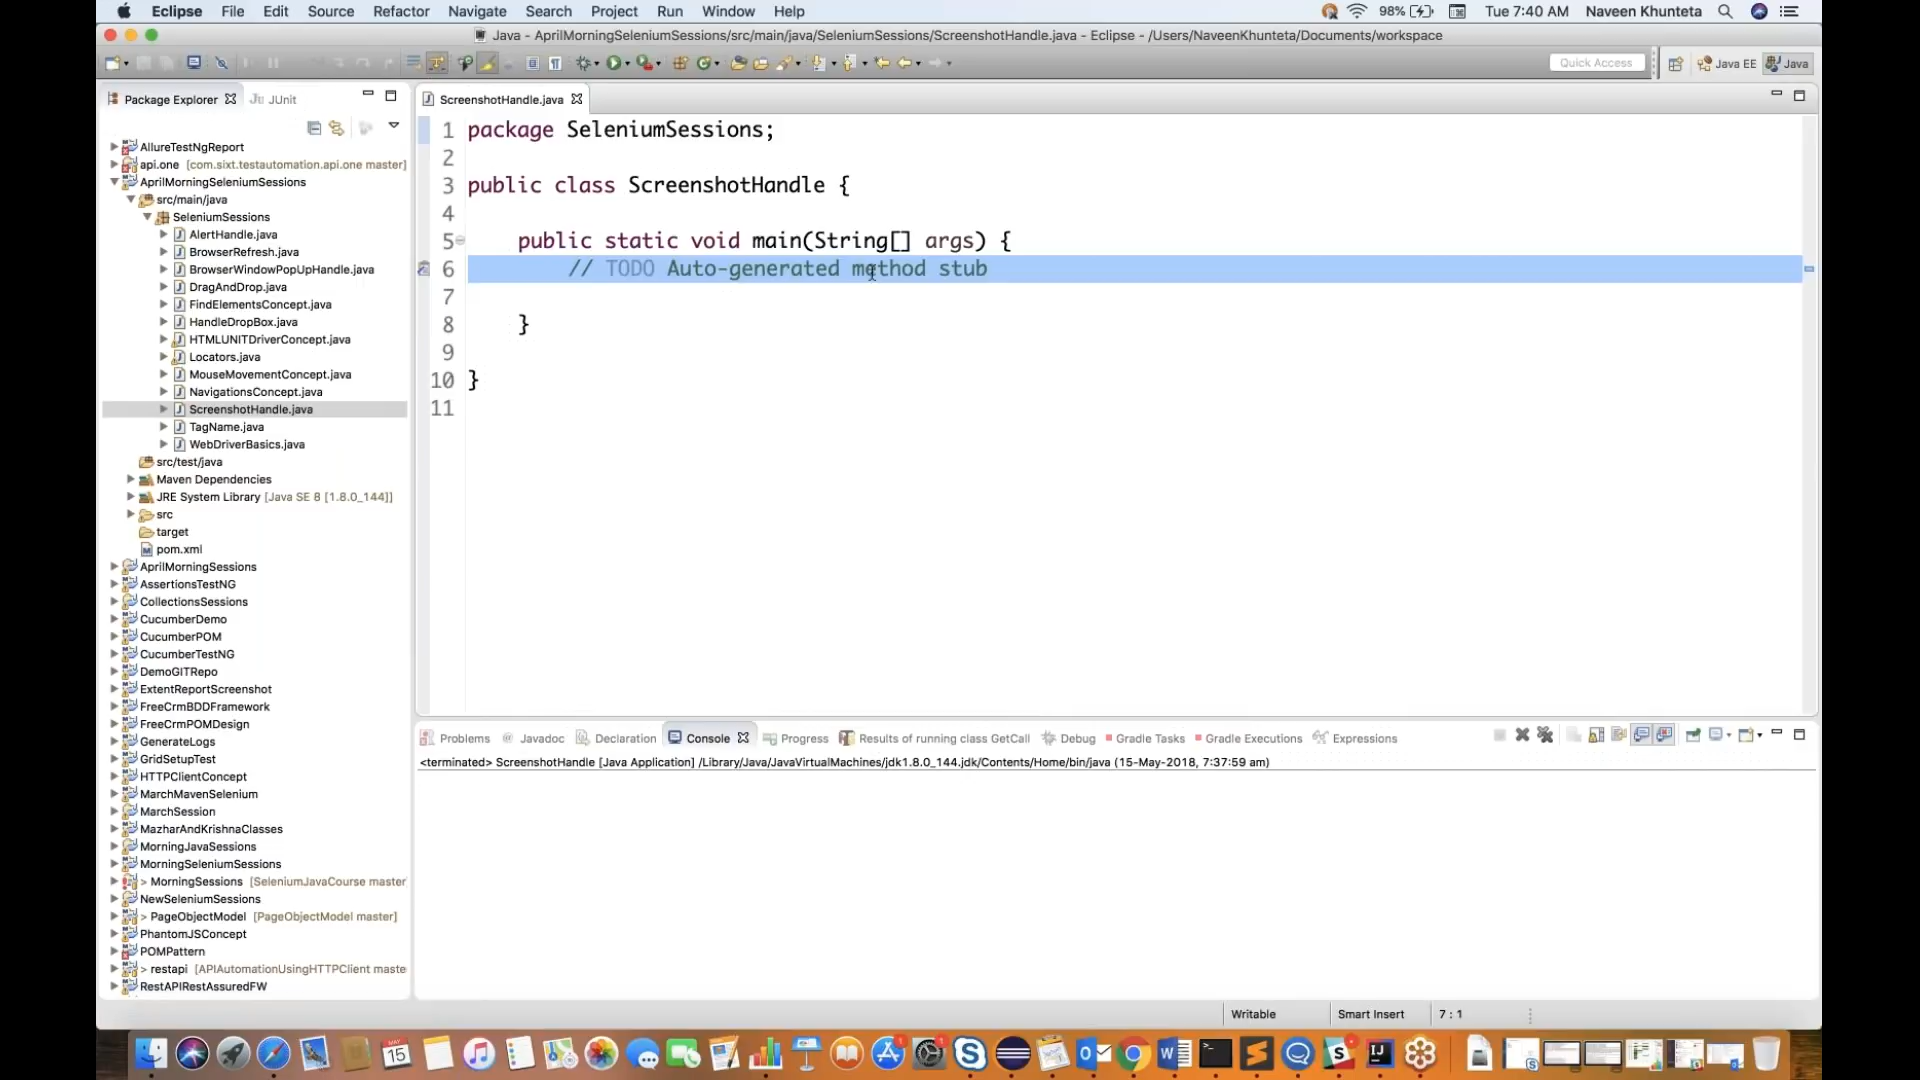 Eclipse File Edit Source Refactor Navigate Search Project Run Window Help 98% Tue 7:40 AM Naveen Khunteta
Java - AprilMorningSeleniumSessions/src/main/java/SeleniumSessions/ScreenshotHandle.java - Eclipse - /Users/NaveenKhunteta/Documents/workspace
Quick Access Java EE Java
Package Explorer JUnit
AllureTestNgReport
api.one [com.sixt.testautomation.api.one master]
AprilMorningSeleniumSessions
src/main/java
SeleniumSessions
AlertHandle.java
BrowserRefresh.java
BrowserWindowPopUpHandle.java
DragAndDrop.java
FindElementsConcept.java
HandleDropBox.java
HTMLUNITDriverConcept.java
Locators.java
MouseMovementConcept.java
NavigationsConcept.java
ScreenshotHandle.java
TagName.java
WebDriverBasics.java
src/test/java
Maven Dependencies
JRE System Library [Java SE 8 [1.8.0_144]]
src
target
pom.xml
AprilMorningSessions
AssertionsTestNG
CollectionsSessions
CucumberDemo
CucumberPOM
CucumberTestNG
DemoGITRepo
ExtentReportScreenshot
FreeCrmBDDFramework
FreeCrmPOMDesign
GenerateLogs
GridSetupTest
HTTPClientConcept
MarchMavenSelenium
MarchSession
MazharAndKrishnaClasses
MorningJavaSessions
MorningSeleniumSessions
> MorningSessions [SeleniumJavaCourse master
NewSeleniumSessions
> PageObjectModel [PageObjectModel master]
PhantomJSConcept
POMPattern
> restapi [APIAutomationUsingHTTPClient maste
RestAPIRestAssuredFW
ScreenshotHandle.java
1 package SeleniumSessions;
2
3 public class ScreenshotHandle {
4
5 public static void main(String[] args) {
6 // TODO Auto-generated method stub
7
8 }
9
10 }
11
Problems Javadoc Declaration Console Progress Results of running class GetCall Debug Gradle Tasks Gradle Executions Expressions
<terminated> ScreenshotHandle [Java Application] /Library/Java/JavaVirtualMachines/jdk1.8.0_144.jdk/Contents/Home/bin/java (15-May-2018, 7:37:59 am)
Writable Smart Insert 7 : 1
MAY
15